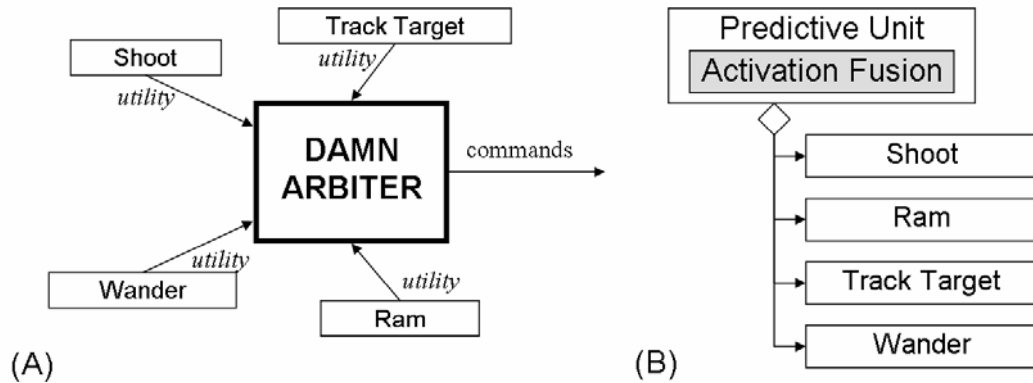 Track Target
Shoot
utility
utility
DAMN
ARBITER
commands
utility
Wander
utility
Ram
(A)
Predictive Unit
Activation Fusion
Shoot
Ram
Track Target
Wander
(B)